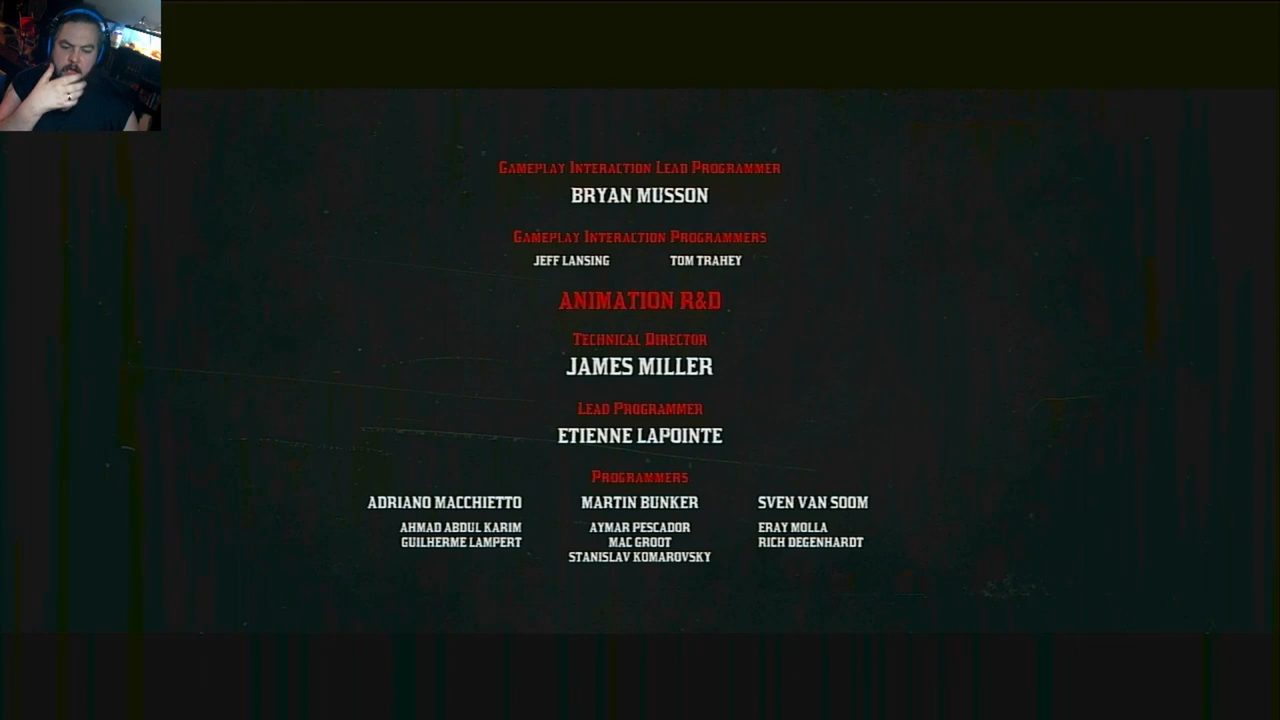 GAMEPLAY INTERACTION LEAD PROGRAMMER
BRYAN MUSSON
GAMEPLAY INTERACTION PROGRAMMERS
JEFF LANSING TOM TRAHEY
ANIMATION R&D
TECHNICAL DIRECTOR
JAMES MILLER
LEAD PROGRAMMER
ETIENNE LAPOINTE
PROGRAMMERS
ADRIANO MACCHIETTO MARTIN BUNKER SVEN VAN SOOM
AHMAD ABDUL KARIM AYMAR PESCADOR ERAY MOLLA
GUILHERME LAMPERT MAC GROOT RICH DEGENHARDT
STANISLAV KOMAROVSKY